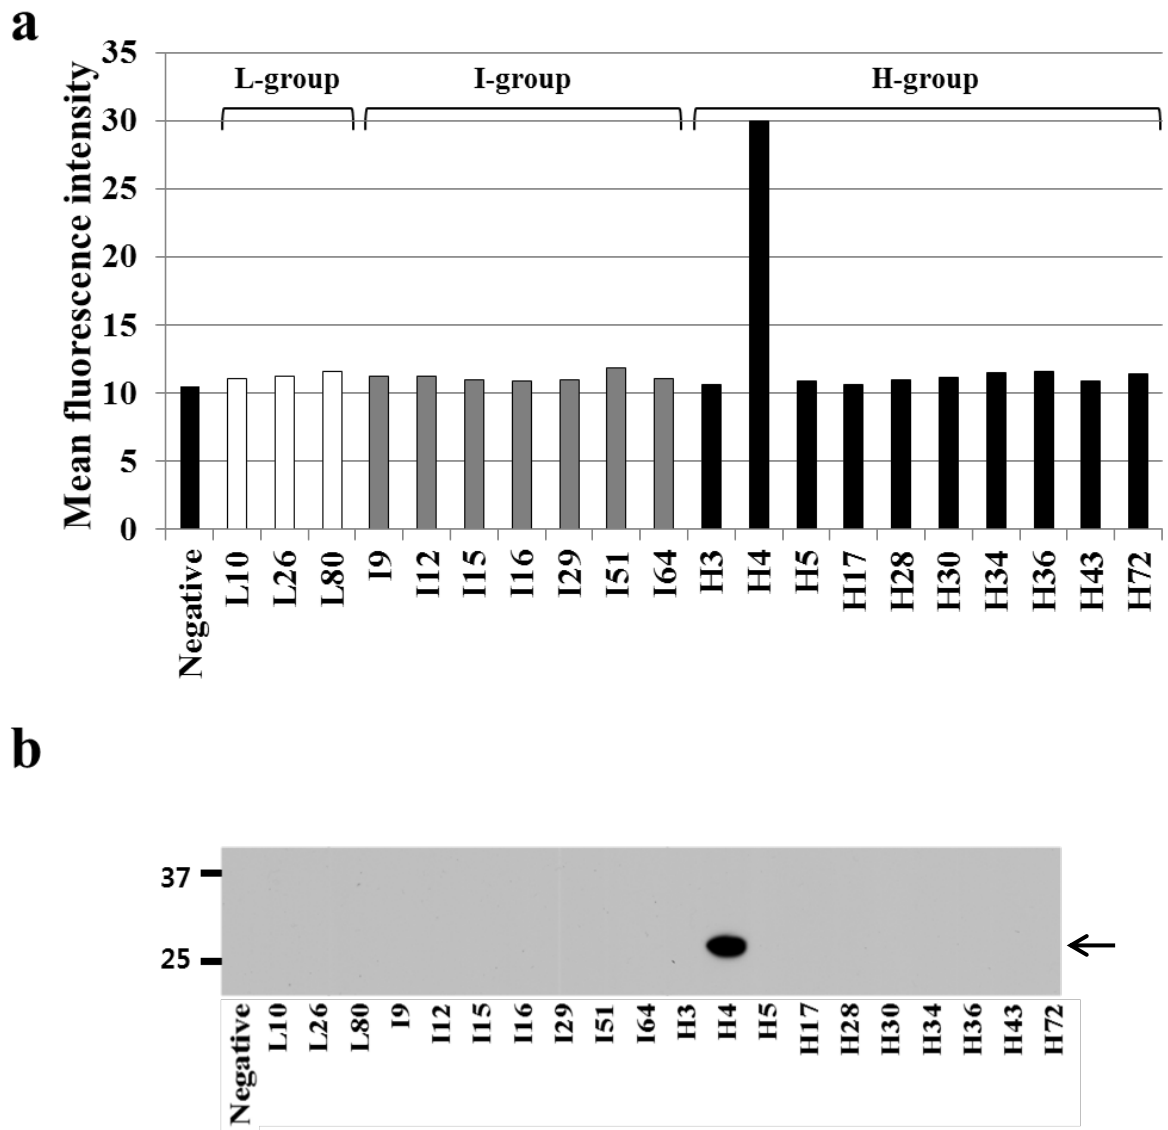 a
Mean fluorescence intensity
35
30
25
20
15
10
5
0
L-group I-group H-group
Negative L10 L26 L80 I9 I12 I15 I16 I29 I51 I64 H3 H4 H5 H17 H28 H30 H34 H36 H43 H72
b
37
25
Negative L10 L26 L80 I9 I12 I15 I16 I29 I51 I64 H3 H4 H5 H17 H28 H30 H34 H36 H43 H72